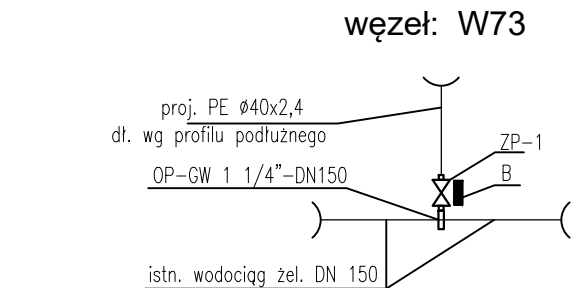 węzeł: W73
proj. PE ø40x2,4
dł. wg profilu podłużnego
ZP-1
OP-GW 1 1/4"-DN150
B
istn. wodociąg żel. DN 150